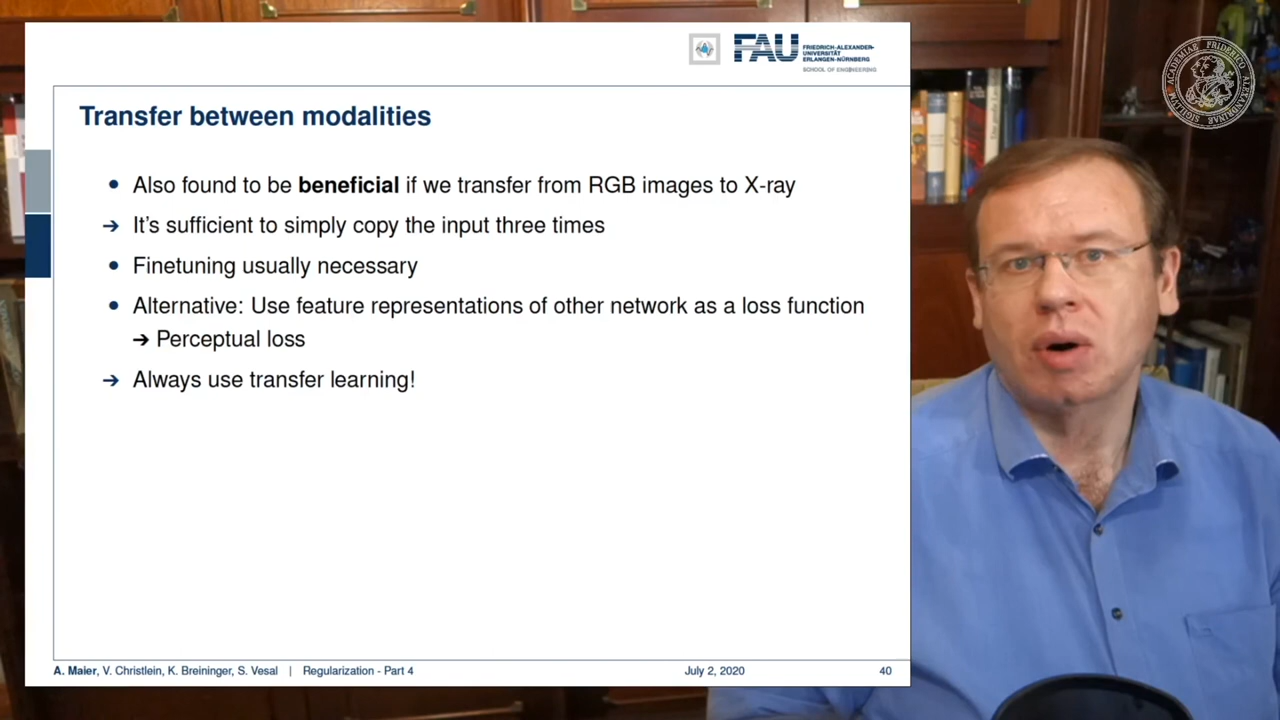 FAU
FRIEDRICH-ALEXANDER-
UNIVERSITÄT
ERLANGEN-NÜRNBERG
SCHOOL OF ENGINEERING
Transfer between modalities
• Also found to be beneficial if we transfer from RGB images to X-ray
➔ It's sufficient to simply copy the input three times
• Finetuning usually necessary
• Alternative: Use feature representations of other network as a loss function
➔ Perceptual loss
➔ Always use transfer learning!
A. Maier, V. Christlein, K. Breininger, S. Vesal | Regularization - Part 4 July 2, 2020 40